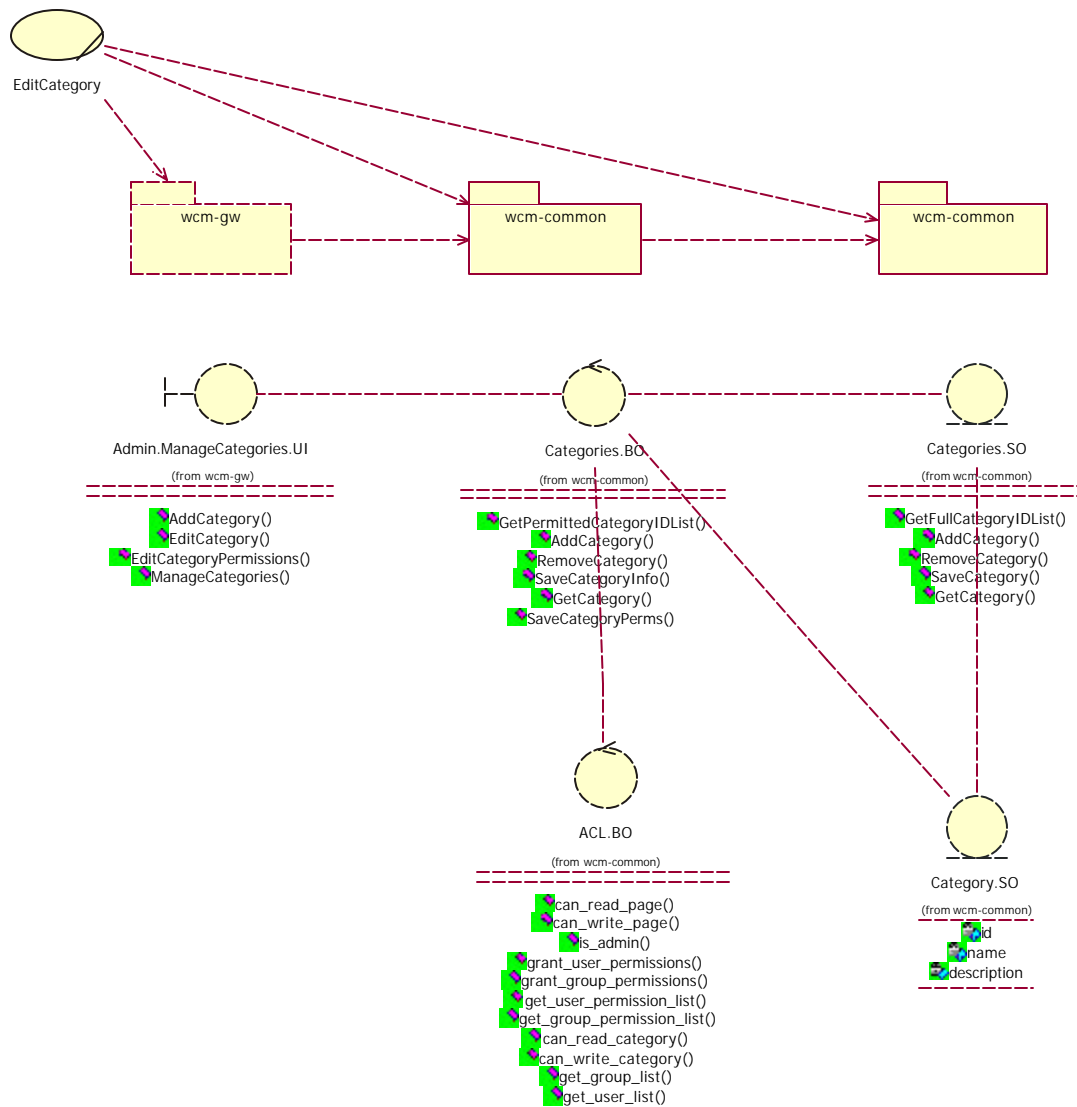 EditCategory
wcm-gw
wcm-common
wcm-common
Admin.ManageCategories.UI
(from wcm-gw)
AddCategory()
EditCategory()
EditCategoryPermissions()
ManageCategories()
Categories.BO
(from wcm-common)
GetPermittedCategoryIDList()
AddCategory()
RemoveCategory()
SaveCategoryInfo()
GetCategory()
SaveCategoryPerms()
Categories.SO
(from wcm-common)
GetFullCategoryIDList()
AddCategory()
RemoveCategory()
SaveCategory()
GetCategory()
ACL.BO
(from wcm-common)
can_read_page()
can_write_page()
is_admin()
grant_user_permissions()
grant_group_permissions()
get_user_permission_list()
get_group_permission_list()
can_read_category()
can_write_category()
get_group_list()
get_user_list()
Category.SO
(from wcm-common)
id
name
description